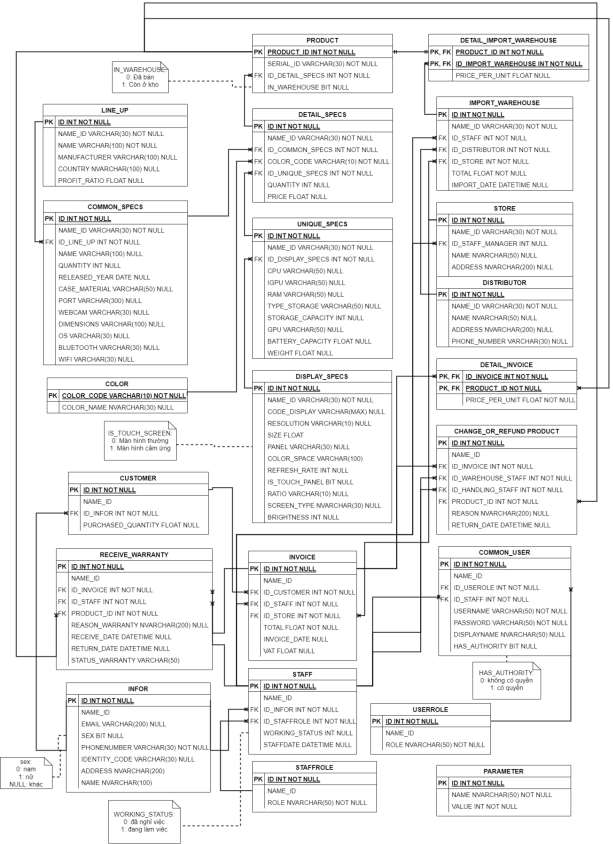 PRODUCT
PK PRODUCT_ID INT NOT NULL
SERIAL_ID VARCHAR(30) NOT NULL
FK ID_DETAIL_SPECS INT NOT NULL
IN_WAREHOUSE BIT NULL
DETAIL_IMPORT_WAREHOUSE
PK, FK PRODUCT_ID INT NOT NULL
PK, FK ID_IMPORT_WAREHOUSE INT NOT NULL
PRICE_PER_UNIT FLOAT NULL
IN_WAREHOUSE
0: Đã bán
1: Còn ở kho
LINE_UP
PK ID INT NOT NULL
NAME_ID VARCHAR(30) NOT NULL
NAME VARCHAR(100) NOT NULL
MANUFACTURER VARCHAR(100) NOT NULL
COUNTRY NVARCHAR(100) NULL
PROFIT_RATIO FLOAT NULL
DETAIL_SPECS
PK ID INT NOT NULL
NAME_ID VARCHAR(30) NOT NULL
FK ID_COMMON_SPECS INT NOT NULL
FK COLOR_CODE VARCHAR(10) NOT NULL
FK ID_UNIQUE_SPECS INT NOT NULL
QUANTITY INT NULL
PRICE FLOAT NULL
IMPORT_WAREHOUSE
PK ID INT NOT NULL
NAME_ID VARCHAR(30) NOT NULL
FK ID_STAFF INT NOT NULL
FK ID_DISTRIBUTOR INT NOT NULL
FK ID_STORE INT NOT NULL
TOTAL FLOAT NOT NULL
IMPORT_DATE DATETIME NULL
COMMON_SPECS
PK ID INT NOT NULL
NAME_ID VARCHAR(30) NOT NULL
FK ID_LINE_UP INT NOT NULL
NAME VARCHAR(100) NULL
QUANTITY INT NULL
RELEASED_YEAR DATE NULL
CASE_MATERIAL VARCHAR(50) NULL
PORT VARCHAR(300) NULL
WEBCAM VARCHAR(30) NULL
DIMENSIONS VARCHAR(100) NULL
OS VARCHAR(30) NULL
BLUETOOTH VARCHAR(30) NULL
WIFI VARCHAR(30) NULL
UNIQUE_SPECS
PK ID INT NOT NULL
NAME_ID VARCHAR(30) NOT NULL
FK ID_DISPLAY_SPECS INT NOT NULL
CPU VARCHAR(50) NULL
IGPU VARCHAR(50) NULL
RAM VARCHAR(50) NULL
TYPE_STORAGE VARCHAR(50) NULL
STORAGE_CAPACITY INT NULL
GPU VARCHAR(50) NULL
BATTERY_CAPACITY FLOAT NULL
WEIGHT FLOAT NULL
STORE
PK ID INT NOT NULL
NAME_ID VARCHAR(30) NOT NULL
FK ID_STAFF_MANAGER INT NULL
NAME NVARCHAR(50) NULL
ADDRESS NVARCHAR(200) NULL
DISTRIBUTOR
PK ID INT NOT NULL
NAME_ID VARCHAR(30) NOT NULL
NAME NVARCHAR(50) NULL
ADDRESS NVARCHAR(200) NULL
PHONE_NUMBER VARCHAR(30) NULL
COLOR
PK COLOR_CODE VARCHAR(10) NOT NULL
COLOR_NAME NVARCHAR(30) NULL
DISPLAY_SPECS
PK ID INT NOT NULL
NAME_ID VARCHAR(30) NOT NULL
CODE_DISPLAY VARCHAR(MAX) NULL
RESOLUTION VARCHAR(10) NULL
SIZE FLOAT
PANEL VARCHAR(30) NULL
COLOR_SPACE VARCHAR(100)
REFRESH_RATE INT NULL
IS_TOUCH_PANEL BIT NULL
RATIO VARCHAR(10) NULL
SCREEN_TYPE NVARCHAR(30) NULL
BRIGHTNESS INT NULL
DETAIL_INVOICE
PK, FK ID_INVOICE INT NOT NULL
PK, FK PRODUCT_ID INT NOT NULL
PRICE_PER_UNIT FLOAT NOT NULL
IS_TOUCH_SCREEN:
0: Màn hình thường
1: Màn hình cảm ứng
CHANGE_OR_REFUND PRODUCT
PK ID INT NOT NULL
NAME_ID
FK ID_INVOICE INT NOT NULL
FK ID_WAREHOUSE_STAFF INT NOT NULL
FK ID_HANDLING_STAFF INT NOT NULL
FK PRODUCT_ID INT NOT NULL
REASON NVARCHAR(200) NULL
RETURN_DATE DATETIME NULL
CUSTOMER
PK ID INT NOT NULL
NAME_ID
FK ID_INFOR INT NOT NULL
PURCHASED_QUANTITY FLOAT NULL
RECEIVE_WARRANTY
PK ID INT NOT NULL
NAME_ID
FK ID_INVOICE INT NOT NULL
FK ID_STAFF INT NOT NULL
FK PRODUCT_ID INT NOT NULL
REASON_WARRANTY NVARCHAR(200) NULL
RECEIVE_DATE DATETIME NULL
RETURN_DATE DATETIME NULL
STATUS_WARRANTY VARCHAR(50)
INVOICE
PK ID INT NOT NULL
NAME_ID
FK ID_CUSTOMER INT NOT NULL
FK ID_STAFF INT NOT NULL
FK ID_STORE INT NOT NULL
TOTAL FLOAT NOT NULL
INVOICE_DATE NULL
VAT FLOAT NULL
COMMON_USER
PK ID INT NOT NULL
NAME_ID
FK ID_USEROLE INT NOT NULL
FK ID_STAFF INT NOT NULL
USERNAME VARCHAR(50) NOT NULL
PASSWORD VARCHAR(50) NOT NULL
DISPLAYNAME NVARCHAR(50) NULL
HAS_AUTHORITY BIT NULL
HAS_AUTHORITY
0: không có quyền
1: có quyền
INFOR
PK ID INT NOT NULL
NAME_ID
EMAIL VARCHAR(200) NULL
SEX BIT NULL
PHONENUMBER VARCHAR(30) NOT NULL
IDENTITY_CODE VARCHAR(30) NULL
ADDRESS NVARCHAR(200)
NAME NVARCHAR(100)
STAFF
PK ID INT NOT NULL
NAME_ID
FK ID_INFOR INT NOT NULL
FK ID_STAFFROLE INT NOT NULL
WORKING_STATUS INT NULL
STAFFDATE DATETIME NULL
USERROLE
PK ID INT NOT NULL
NAME_ID
ROLE NVARCHAR(50) NOT NULL
sex:
0: nam
1: nữ
NULL: khác
STAFFROLE
PK ID INT NOT NULL
NAME_ID
ROLE NVARCHAR(50) NOT NULL
PARAMETER
PK ID INT NOT NULL
NAME NVARCHAR(50) NOT NULL
VALUE INT NOT NULL
WORKING_STATUS
0: đã nghỉ việc
1: đang làm việc